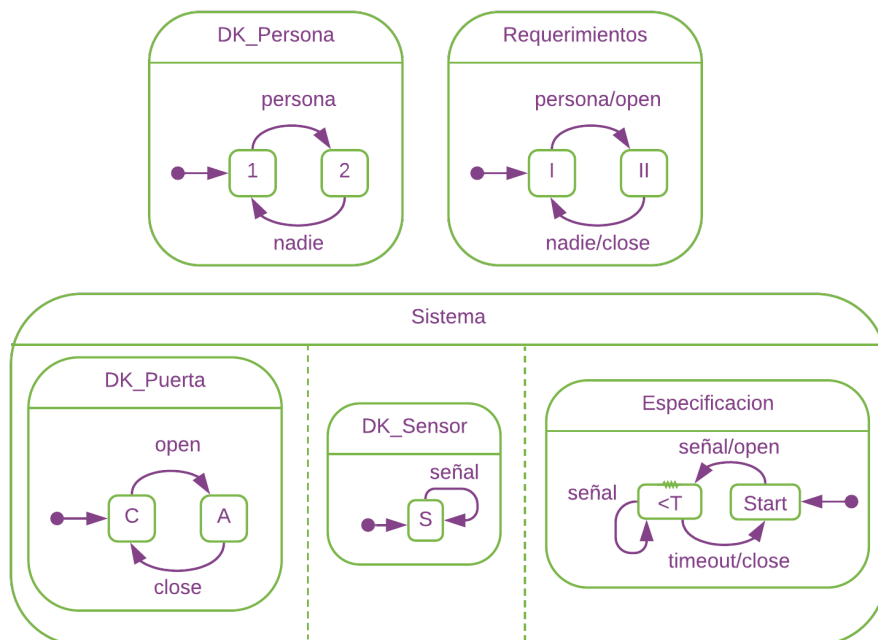 DK_Persona
persona
1
2
nadie
Requerimientos
persona/open
I
II
nadie/close
Sistema
DK_Puerta
open
C
A
close
DK_Sensor
señal
S
Especificacion
señal/open
señal
<T
Start
timeout/close